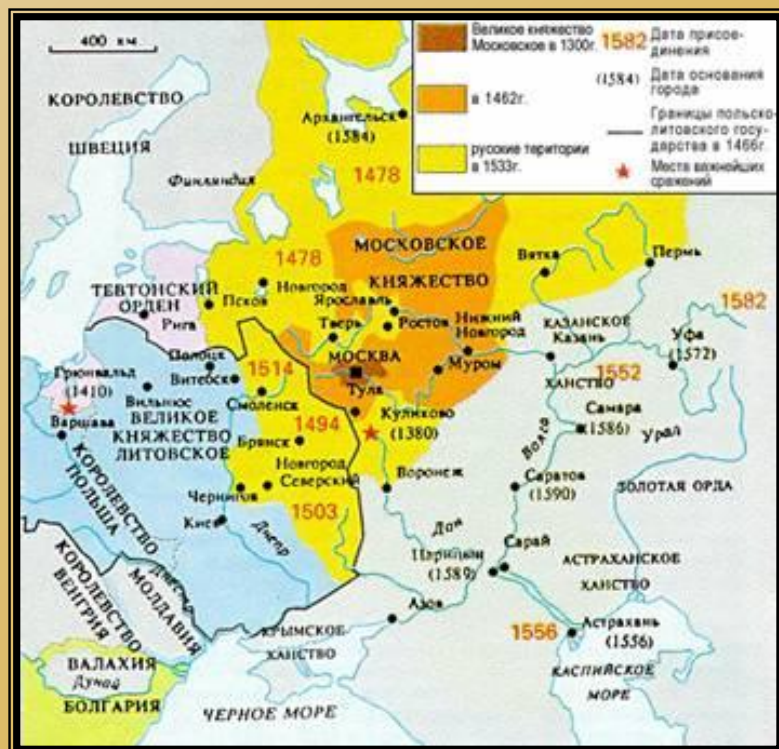 400 км
Великое княжество
Московское в 1300г.
в 1462г.
русские територии
в 1533г.
1582 Дата присое-
динения
(1584) Дата основания
города
Границы польско-
литовского госу-
дарства в 1466г.
Места важнейших
сражений
КОРОЛЕВСТВО
ШВЕЦИЯ
Финляндия
Архангельск
(1584)
1478
1478
МОСКОВСКОЕ
КНЯЖЕСТВО
Вятка
Пермь
ТЕВТОНСКИЙ
ОРДЕН
Рига
Псков
Новгород
Ярославль
Ростов
Тверь
Нижний
Новгород
КАЗАНСКОЕ
Казань
ХАНСТВО
1552
1582
Уфа
(1572)
МОСКВА
Муром
Тула
Полоцк
Витебск
1514
Смоленск
Грюнвальд
(1410)
Вильнюс
ВЕЛИКОЕ
КНЯЖЕСТВО
ЛИТОВСКОЕ
Варшава
1494
Куликово
(1380)
Брянск
Новгород
Северский
Чернигов
1503
Воронеж
Самара
(1586)
Волга
Урал
Саратов
(1590)
ЗОЛОТАЯ ОРДА
КОРОЛЕВСТВО
ПОЛЬША
Киев
Днепр
Дон
Царицын
(1589)
Сарай
АСТРАХАНСКОЕ
ХАНСТВО
Азов
1556
Астрахань
(1556)
КОРОЛЕВСТВО
ВЕНГРИЯ
МОЛДАВИЯ
Днестр
КРЫМСКОЕ
ХАНСТВО
КАСПИЙСКОЕ
МОРЕ
ВАЛАХИЯ
Дунай
БОЛГАРИЯ
ЧЕРНОЕ МОРЕ